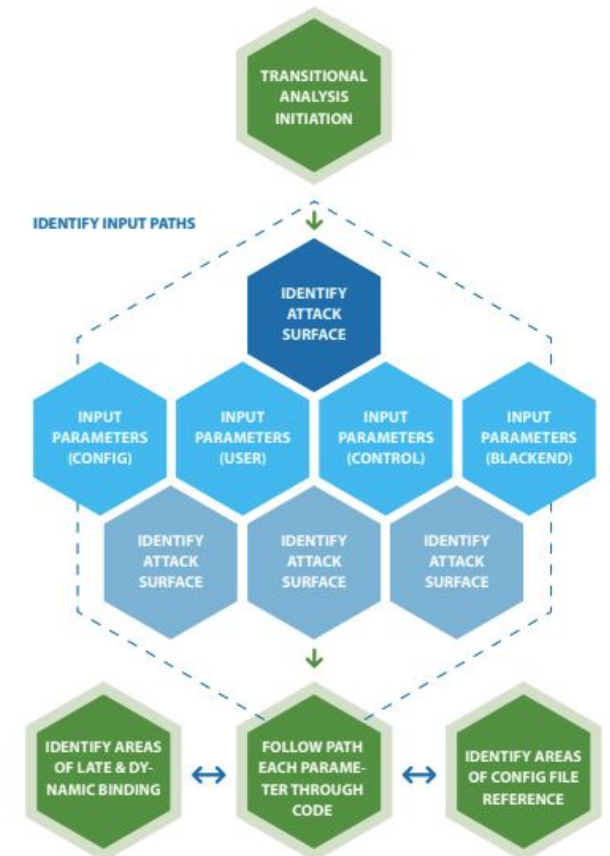 TRANSITIONAL
ANALYSIS
INITIATION
IDENTIFY INPUT PATHS
IDENTIFY
ATTACK
SURFACE
INPUT
PARAMETERS
(CONFIG)
INPUT
PARAMETERS
(USER)
INPUT
PARAMETERS
(CONTROL)
INPUT
PARAMETERS
(BLACKEND)
IDENTIFY
ATTACK
SURFACE
IDENTIFY
ATTACK
SURFACE
IDENTIFY
ATTACK
SURFACE
IDENTIFY AREAS
OF LATE & DY-
NAMIC BINDING
FOLLOW PATH
EACH PARAME-
TER THROUGH
CODE
IDENTIFY AREAS
OF CONFIG FILE
REFERENCE